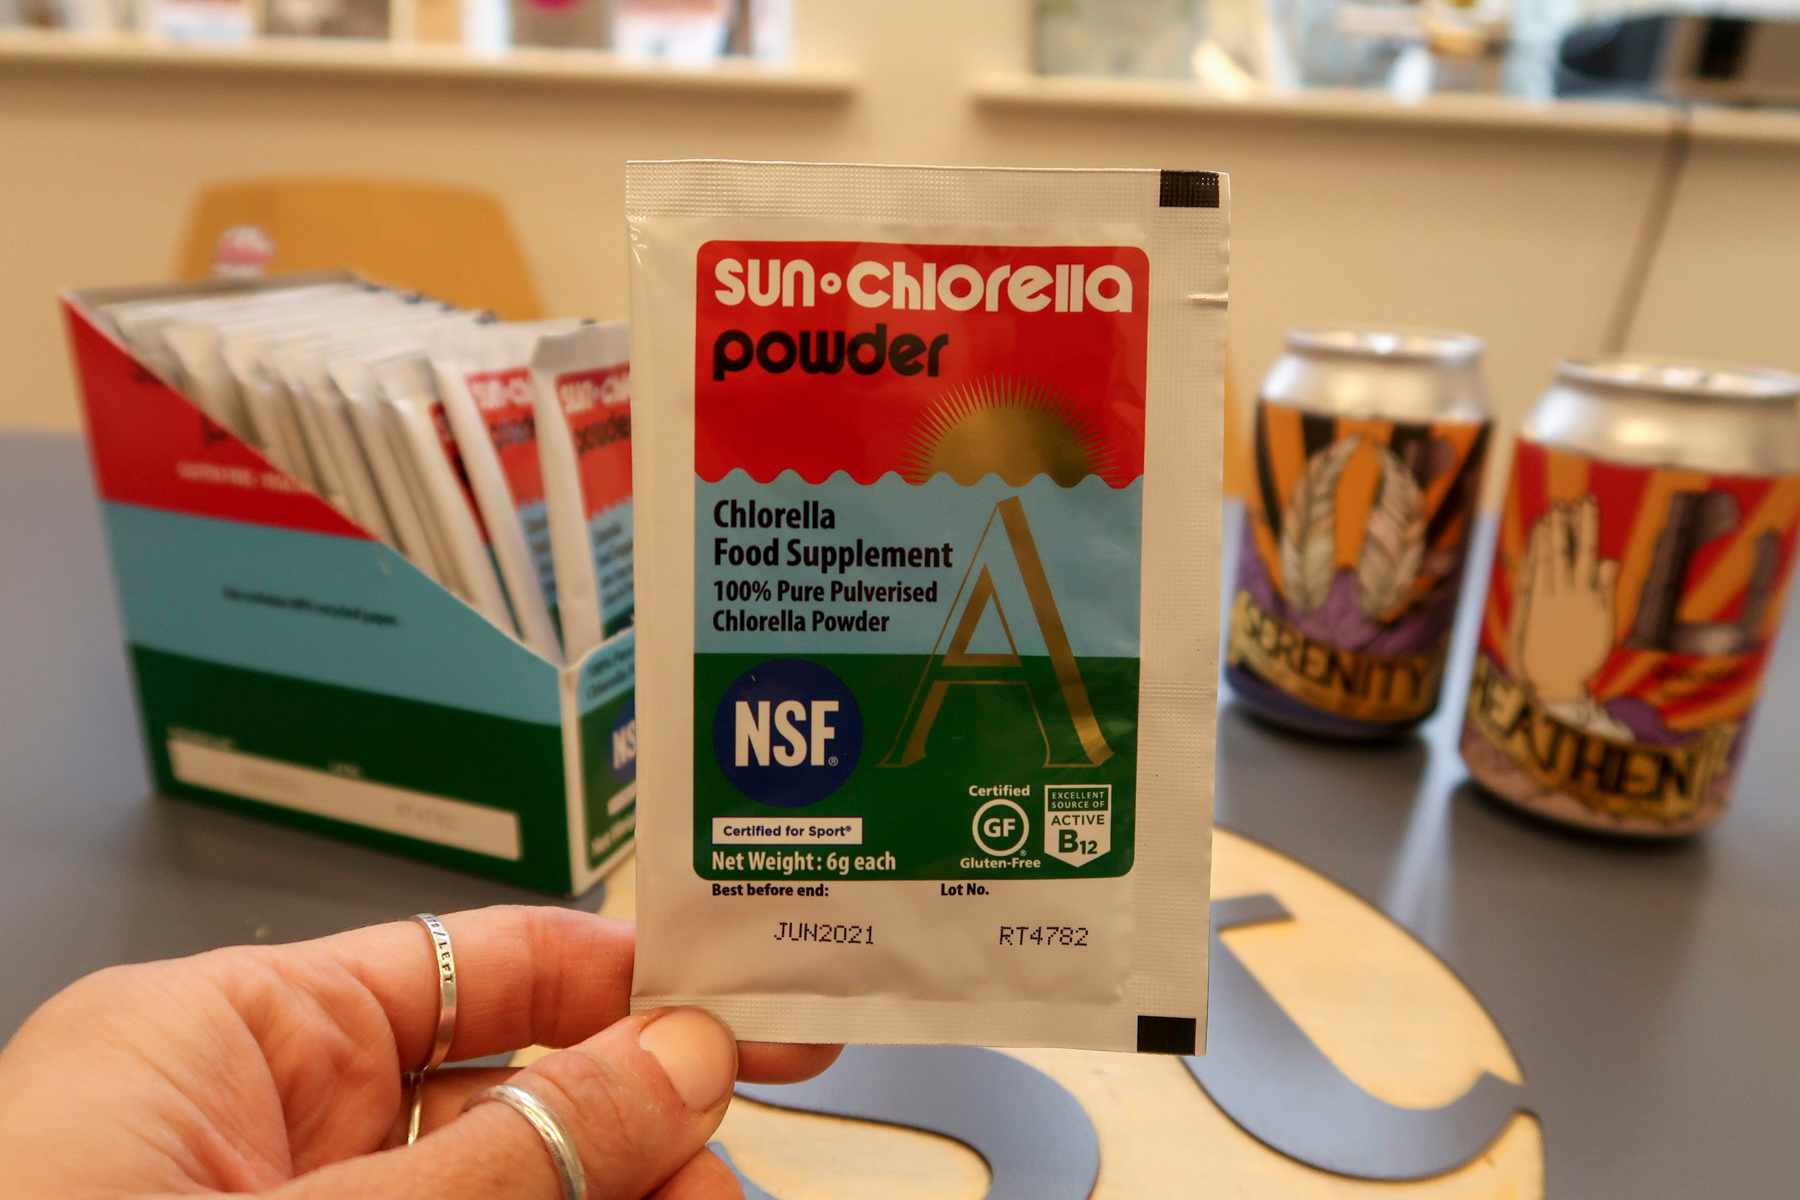 SUN CHLORELLA
powder
Chlorella
Food Supplement
100% Pure Pulverised
Chlorella Powder
A
NSF®
Certified for Sport®
Net Weight : 6g each
Certified
GF®
Gluten-Free
EXCELLENT
SOURCE OF
ACTIVE
B12
Best before end:
Lot No.
JUN2021
RT4782
SERENITY
HEATHEN